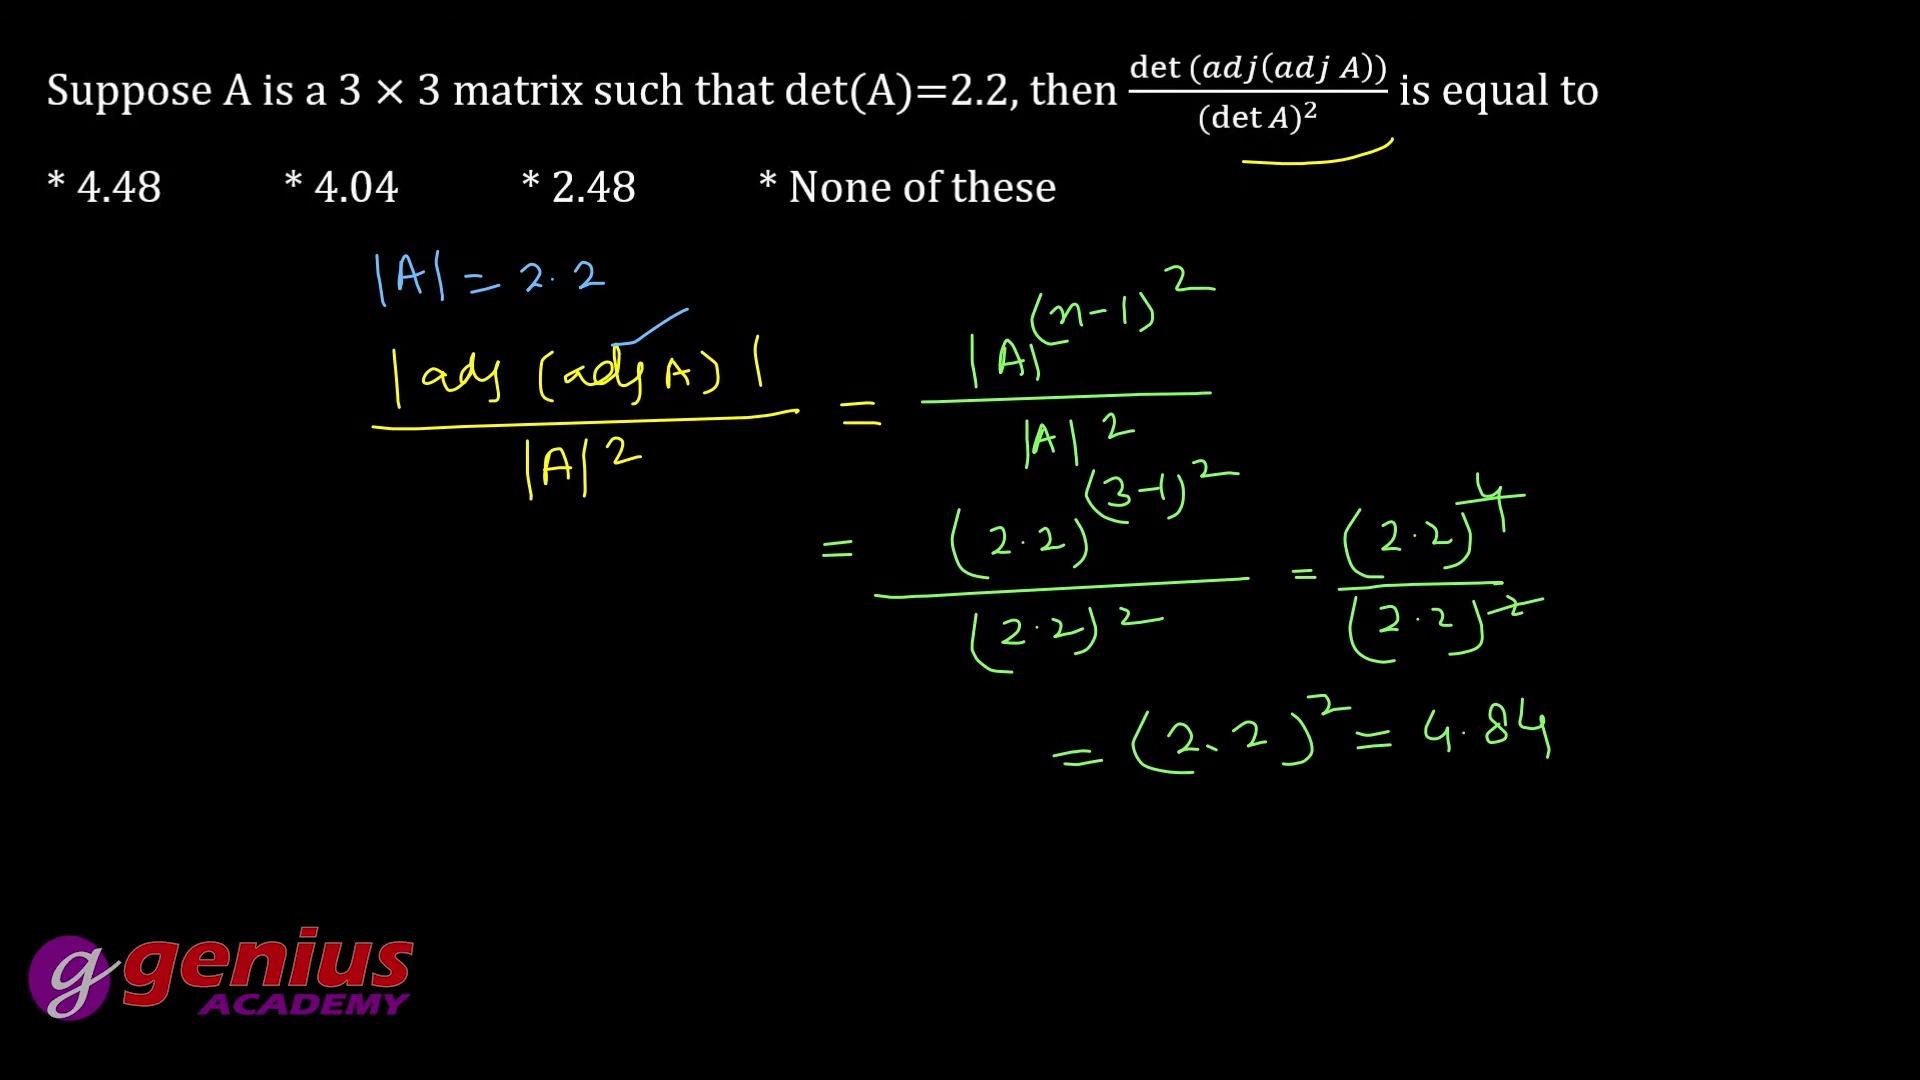 Suppose A is a 3 × 3 matrix such that det(A)=2.2, then det (adj(adj A))/(det A)² is equal to
* 4.48 * 4.04 * 2.48 * None of these
|A| = 2.2
|adj (adj A)| / |A|² = |A|^(n-1)² / |A|²
= (2.2)^(3-1)² / (2.2)² = (2.2)^4 / (2.2)^2
= (2.2)² = 4.84
g genius
ACADEMY